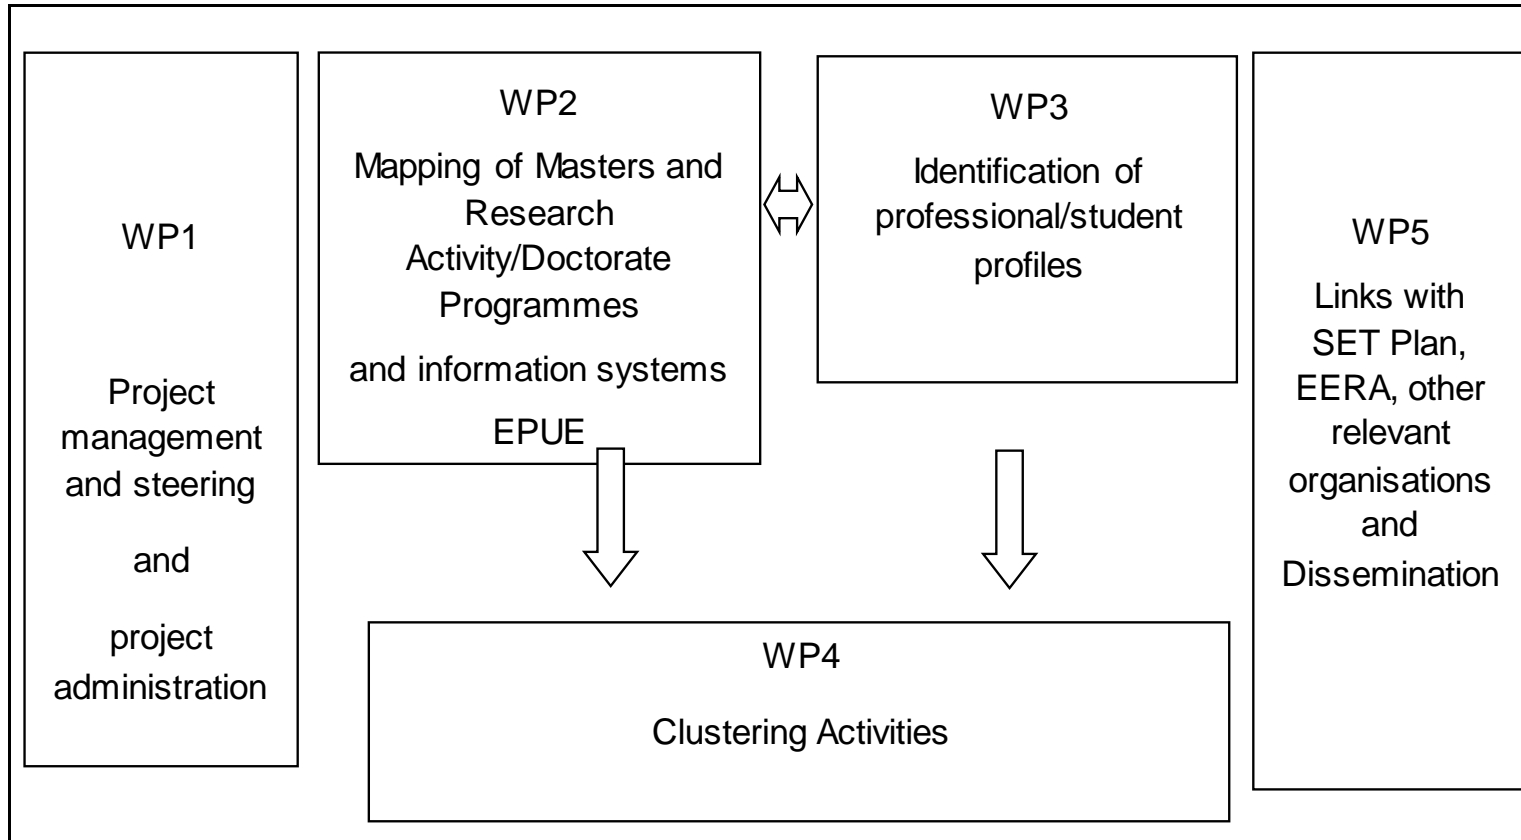 WP1
Project
management
and steering
and
project
administration
WP2
Mapping of Masters and
Research
Activity/Doctorate
Programmes
and information systems
EPUE
WP3
Identification of
professional/student
profiles
WP4
Clustering Activities
WP5
Links with
SET Plan,
EERA, other
relevant
organisations
and
Dissemination